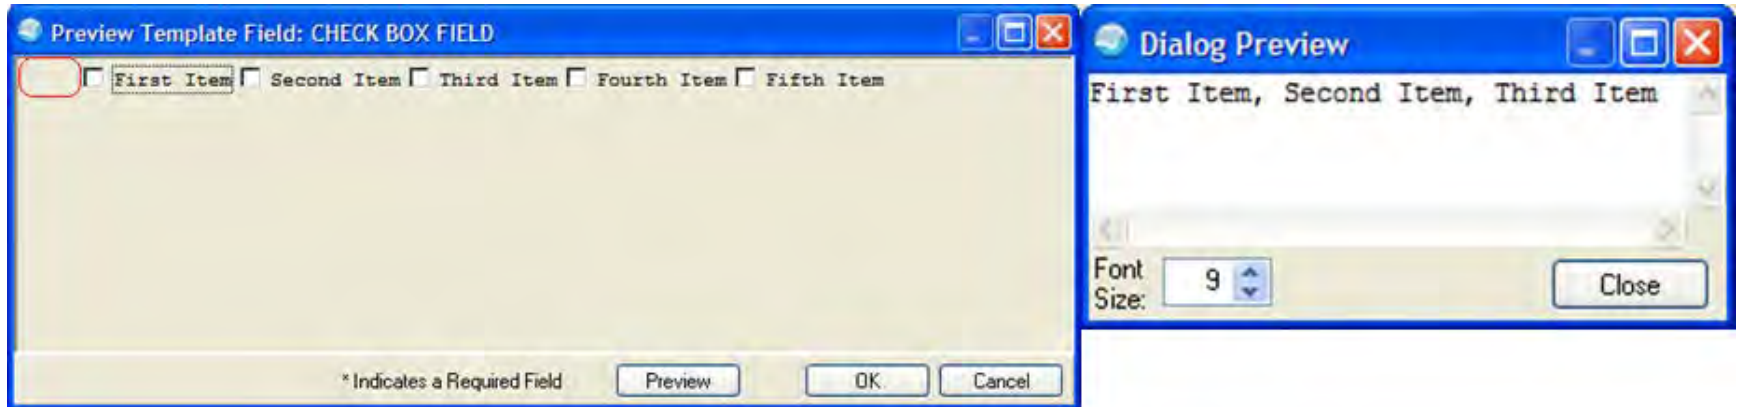 Preview Template Field: CHECK BOX FIELD
First Item Second Item Third Item Fourth Item Fifth Item
* Indicates a Required Field Preview OK Cancel
Dialog Preview
First Item, Second Item, Third Item
Font
Size: 9 Close